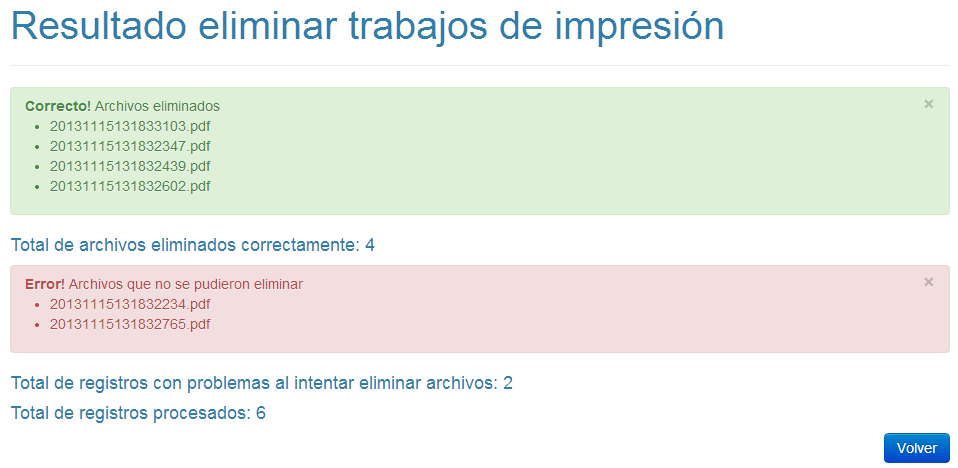 Resultado eliminar trabajos de impresión
Correcto! Archivos eliminados ×
• 20131115131833103.pdf
• 20131115131832347.pdf
• 20131115131832439.pdf
• 20131115131832602.pdf
Total de archivos eliminados correctamente: 4
Error! Archivos que no se pudieron eliminar ×
• 20131115131832234.pdf
• 20131115131832765.pdf
Total de registros con problemas al intentar eliminar archivos: 2
Total de registros procesados: 6
Volver